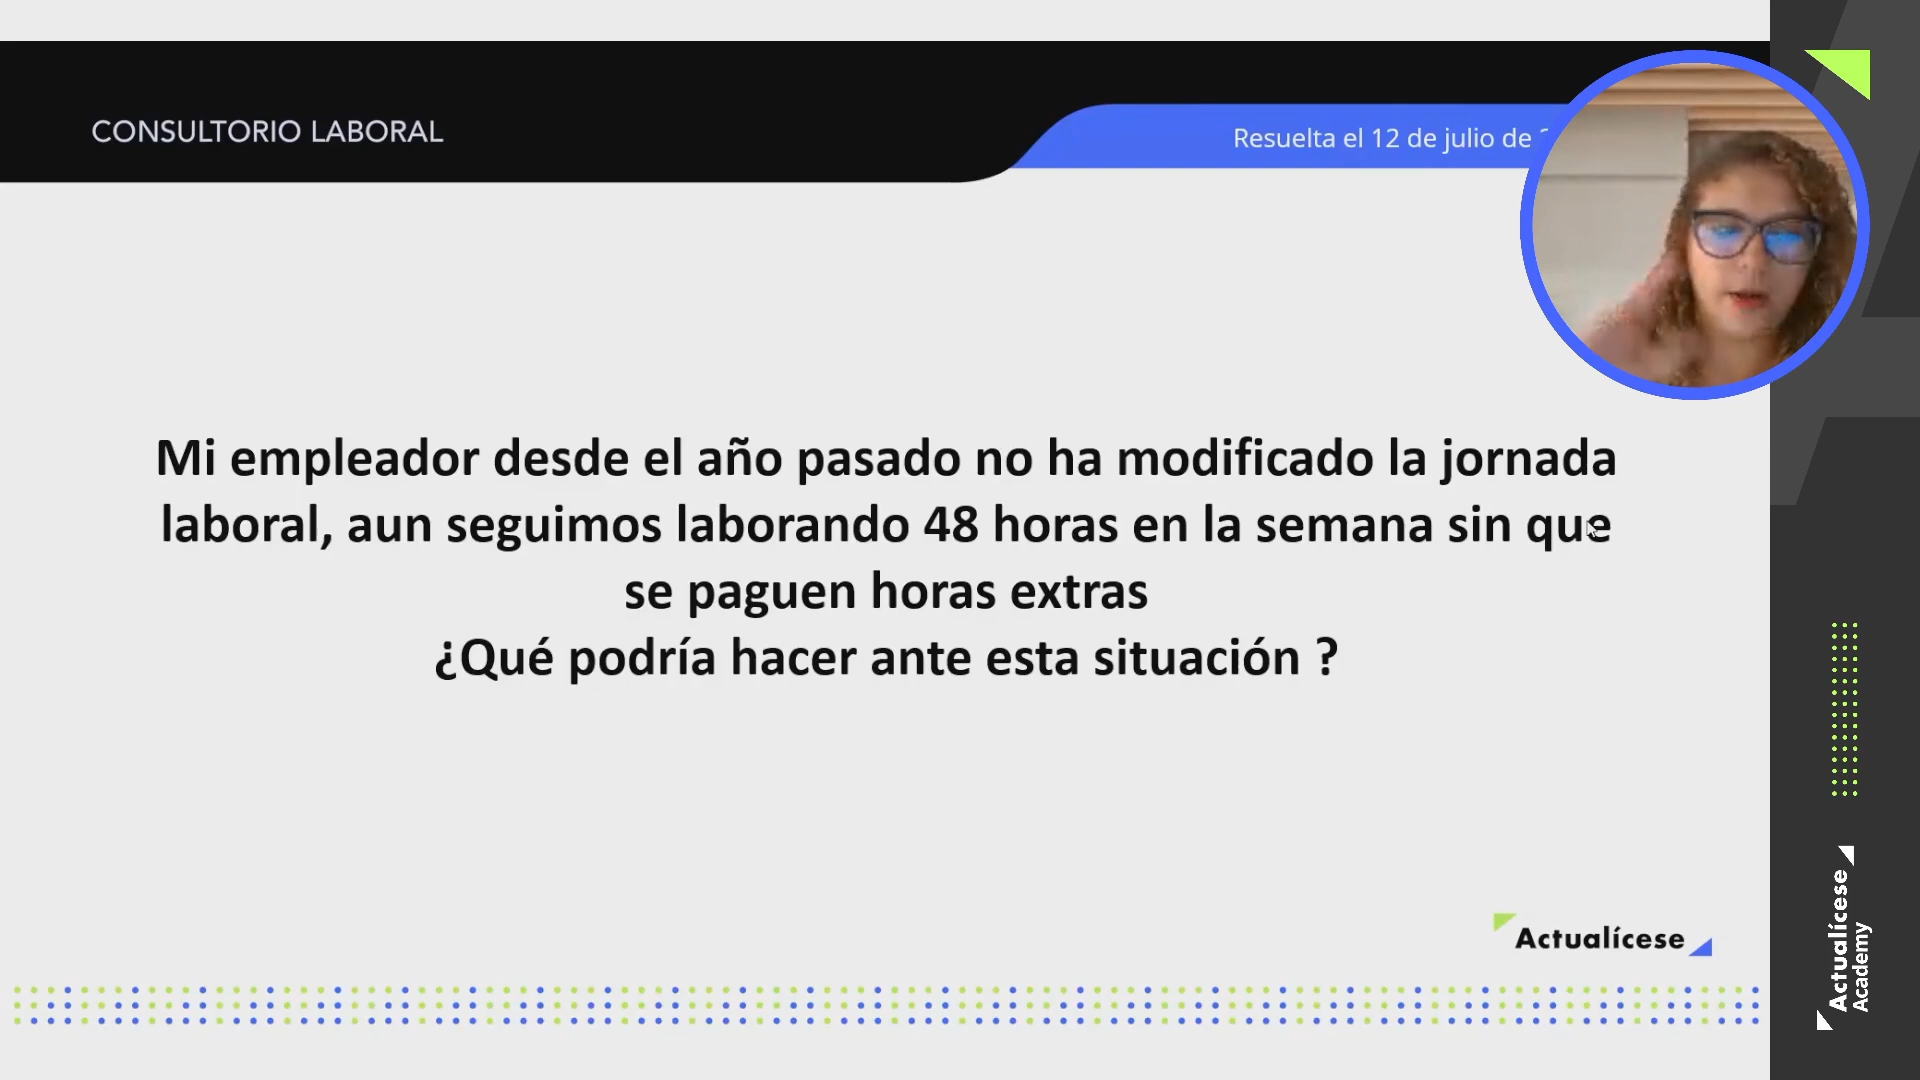 CONSULTORIO LABORAL
Resuelta el 12 de julio de
Mi empleador desde el año pasado no ha modificado la jornada
laboral, aun seguimos laborando 48 horas en la semana sin que
se paguen horas extras
¿Qué podría hacer ante esta situación ?
Actualícese
Actualícese
Academy